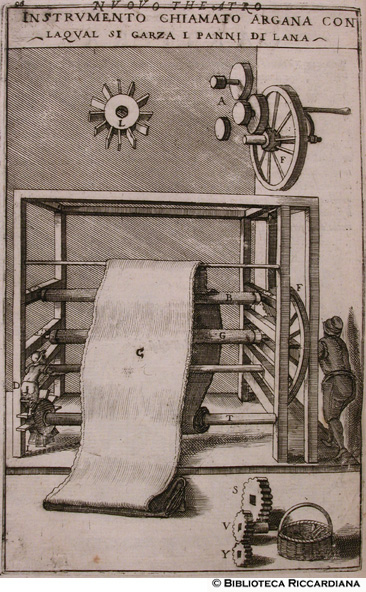 NVOVO THEATRO
INSTRVMENTO CHIAMATO ARGANA CON
LAQVAL SI GARZA I PANNI DI LANA
A
L
F
B
F
G
C
D
T
S
V
Y
© BIBLIOTECA RICCARDIANA